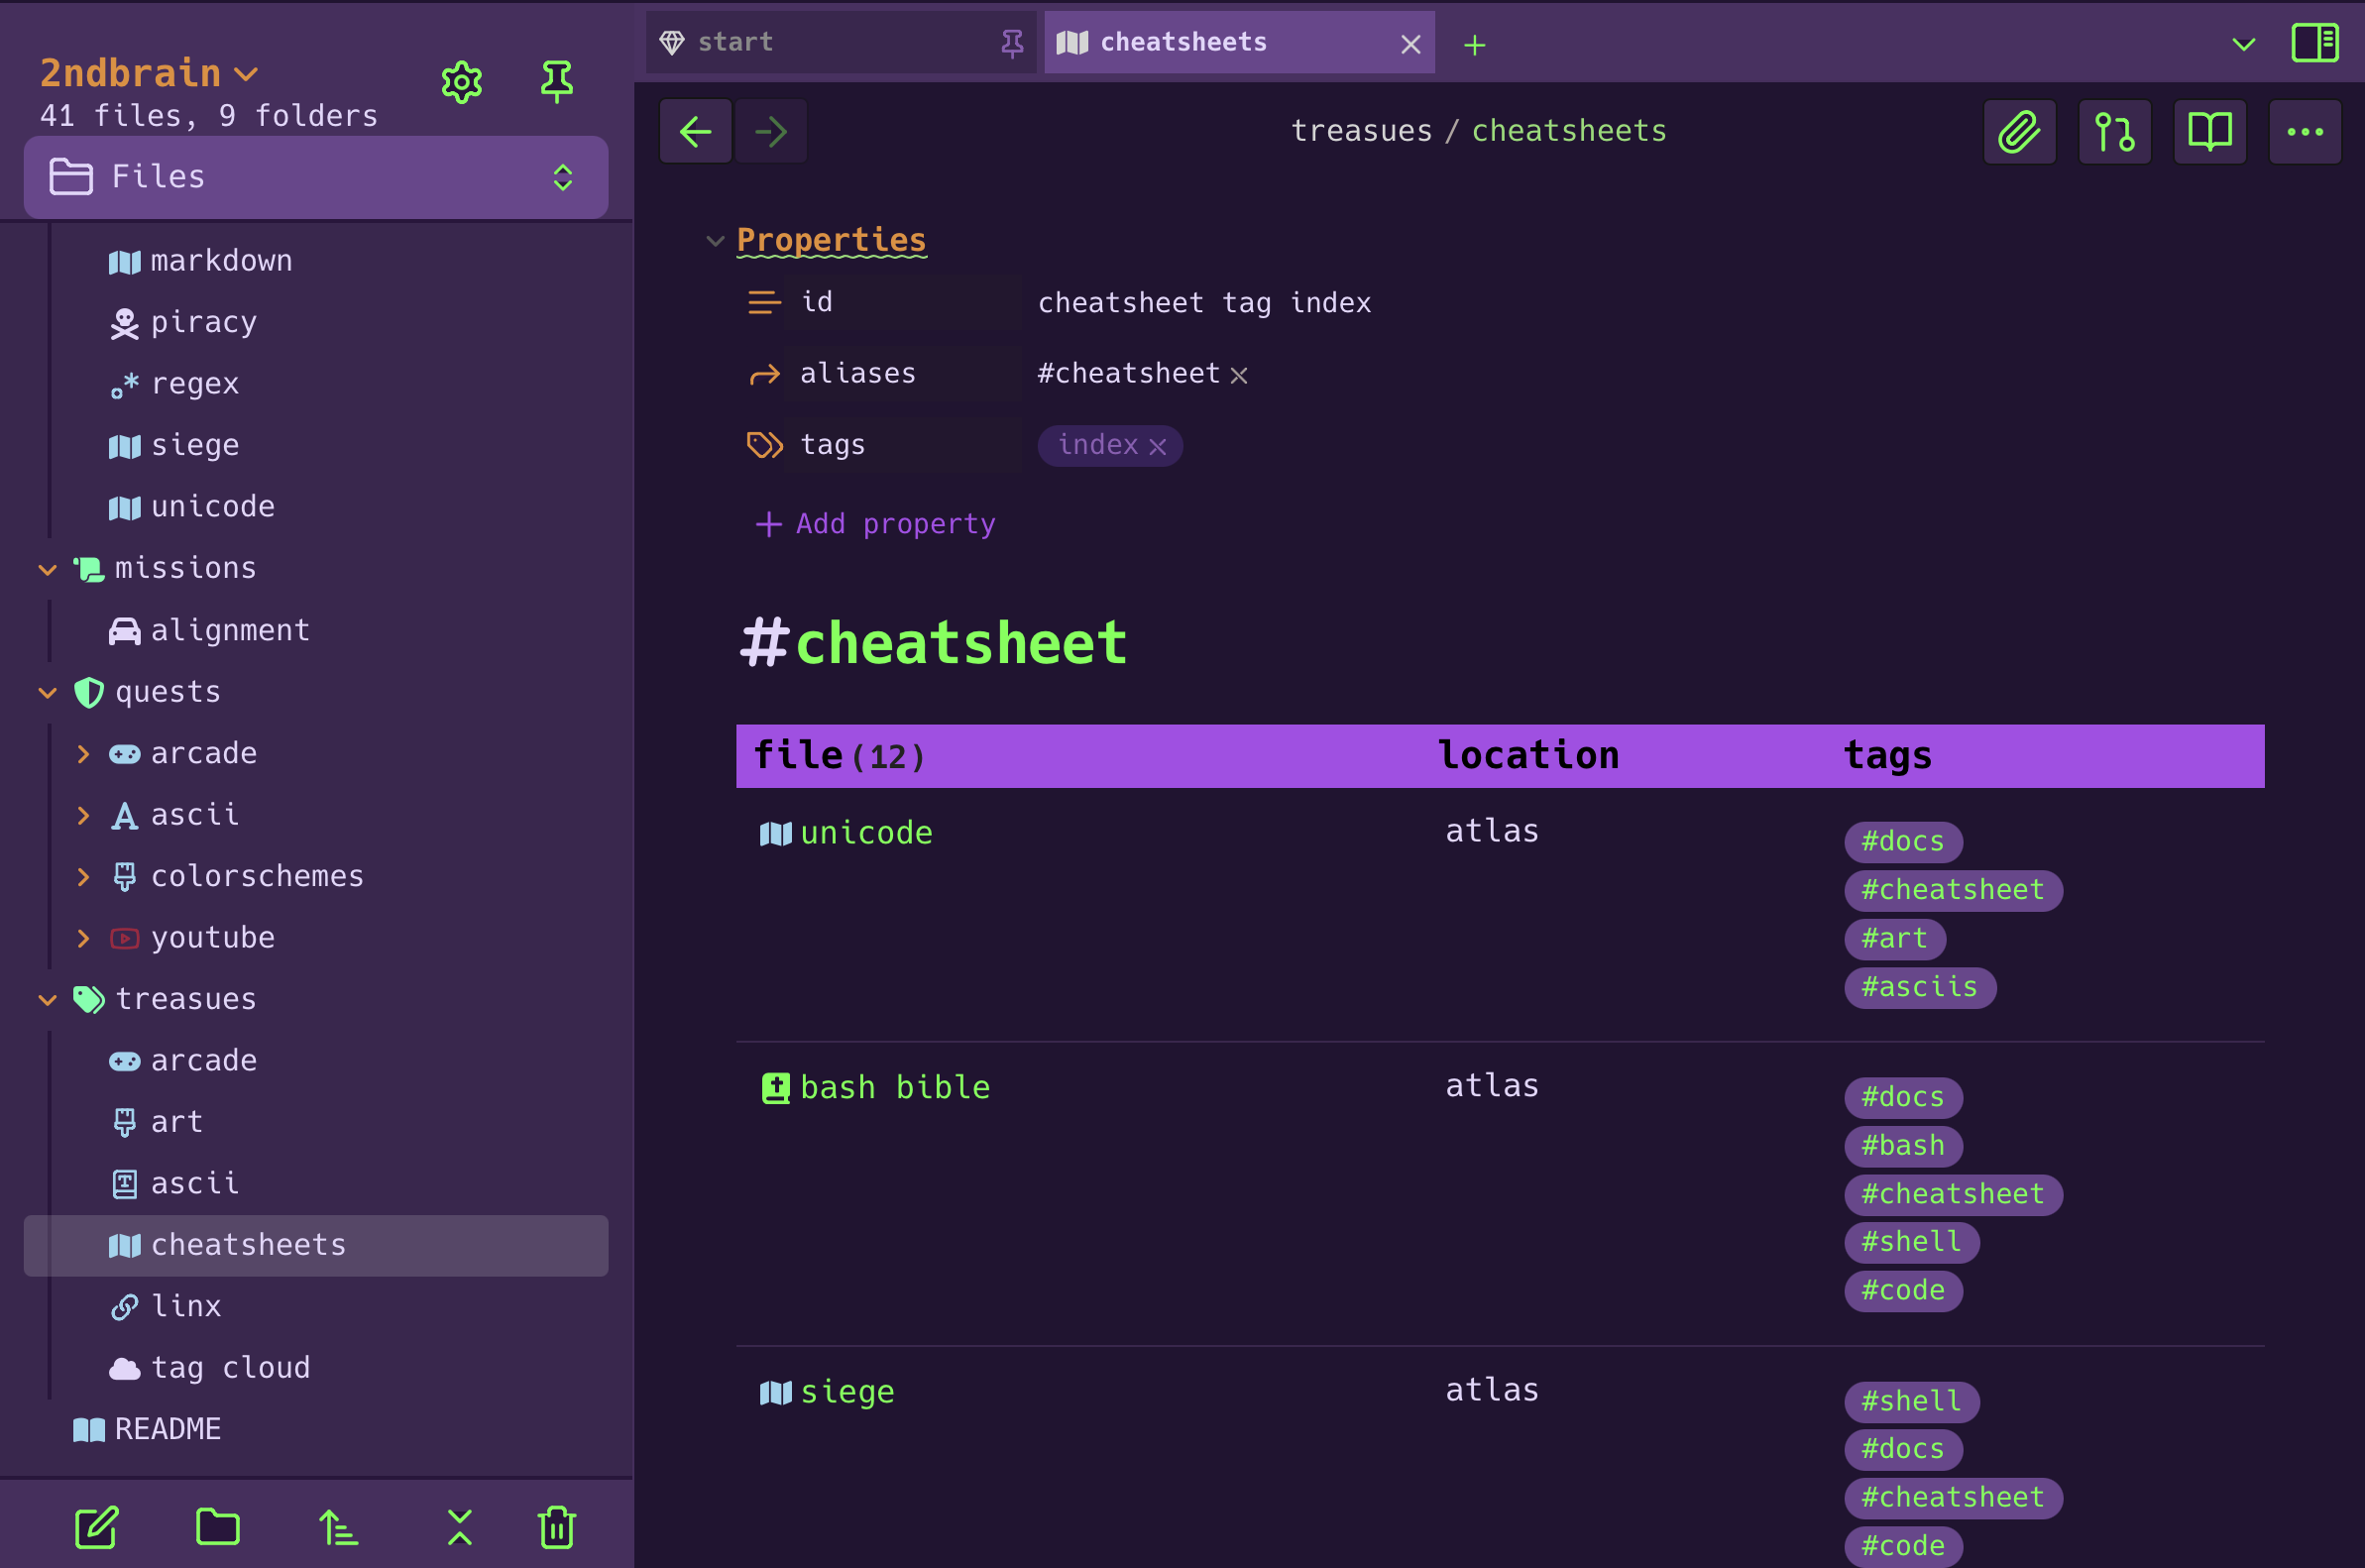 2ndbrain
41 files, 9 folders
Files
markdown
piracy
regex
siege
unicode
missions
alignment
quests
arcade
ascii
colorschemes
youtube
treasues
arcade
art
ascii
cheatsheets
linx
tag cloud
README
start
cheatsheets
treasues / cheatsheets
Properties
id cheatsheet tag index
aliases #cheatsheet
tags index
Add property
#cheatsheet
file (12) location tags
unicode atlas #docs
#cheatsheet
#art
#asciis
bash bible atlas #docs
#bash
#cheatsheet
#shell
#code
siege atlas #shell
#docs
#cheatsheet
#code